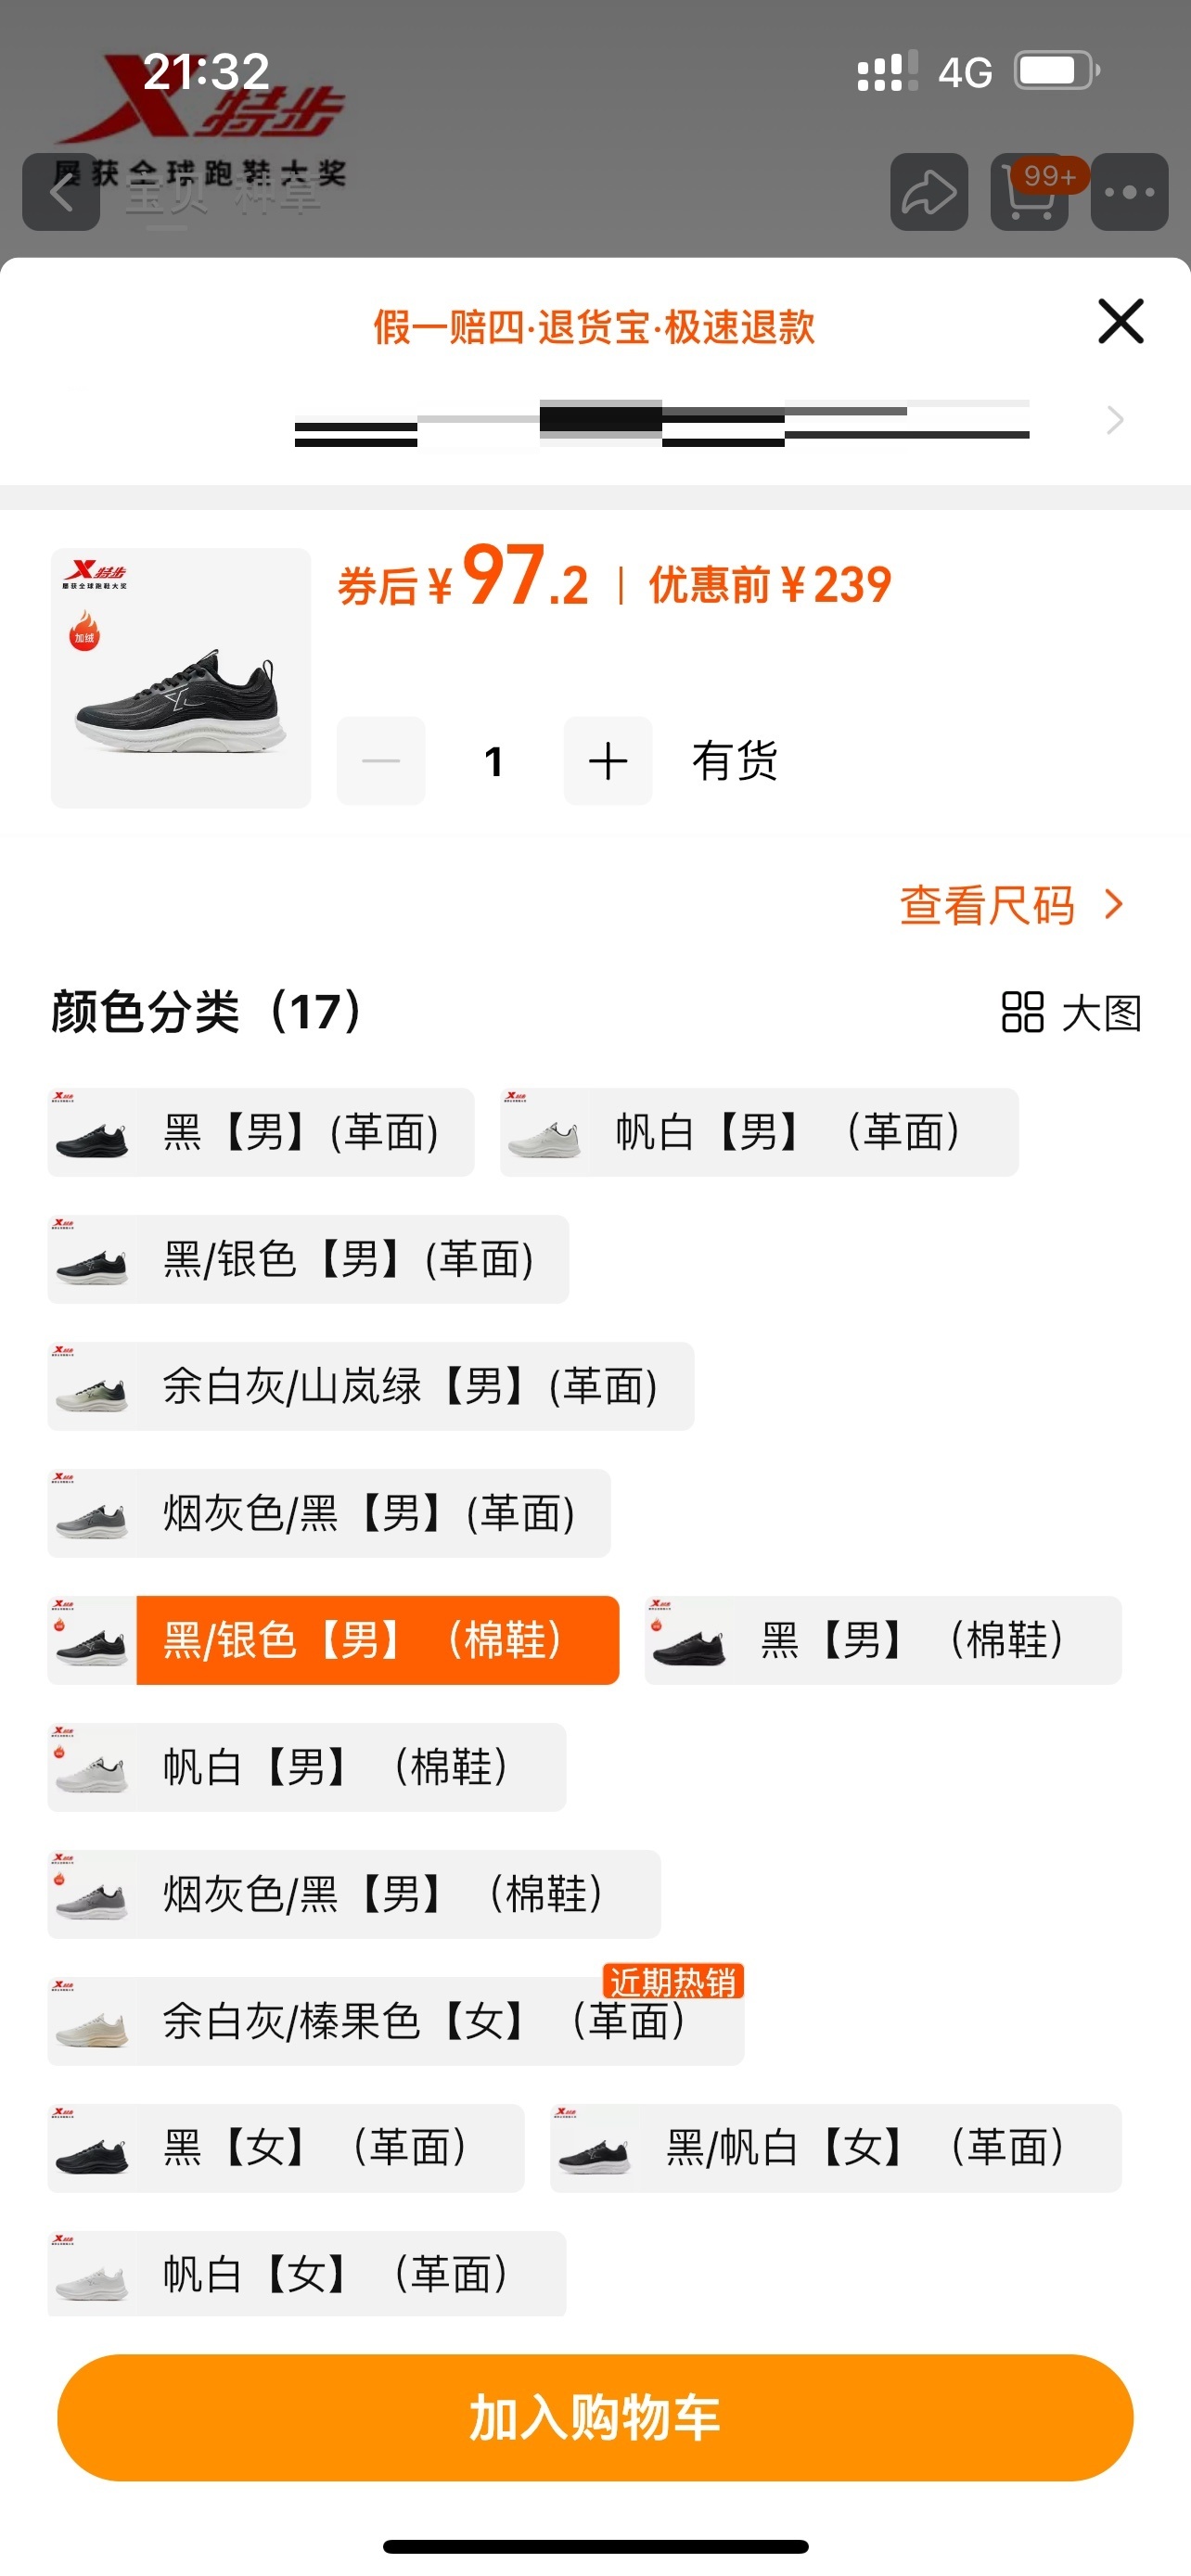 21:32
4G
特步
屡获全球跑鞋大奖
宝贝 种草
99+
假一赔四·退货宝·极速退款
特步
屡获全球跑鞋大奖
加绒
券后¥97.2 | 优惠前¥239
1 有货
查看尺码
颜色分类（17） 大图
黑【男】(革面) 帆白【男】（革面）
黑/银色【男】(革面)
余白灰/山岚绿【男】(革面)
烟灰色/黑【男】(革面)
黑/银色【男】（棉鞋） 黑【男】（棉鞋）
帆白【男】（棉鞋）
烟灰色/黑【男】（棉鞋）
近期热销
余白灰/榛果色【女】（革面）
黑【女】（革面） 黑/帆白【女】（革面）
帆白【女】（革面）
加入购物车